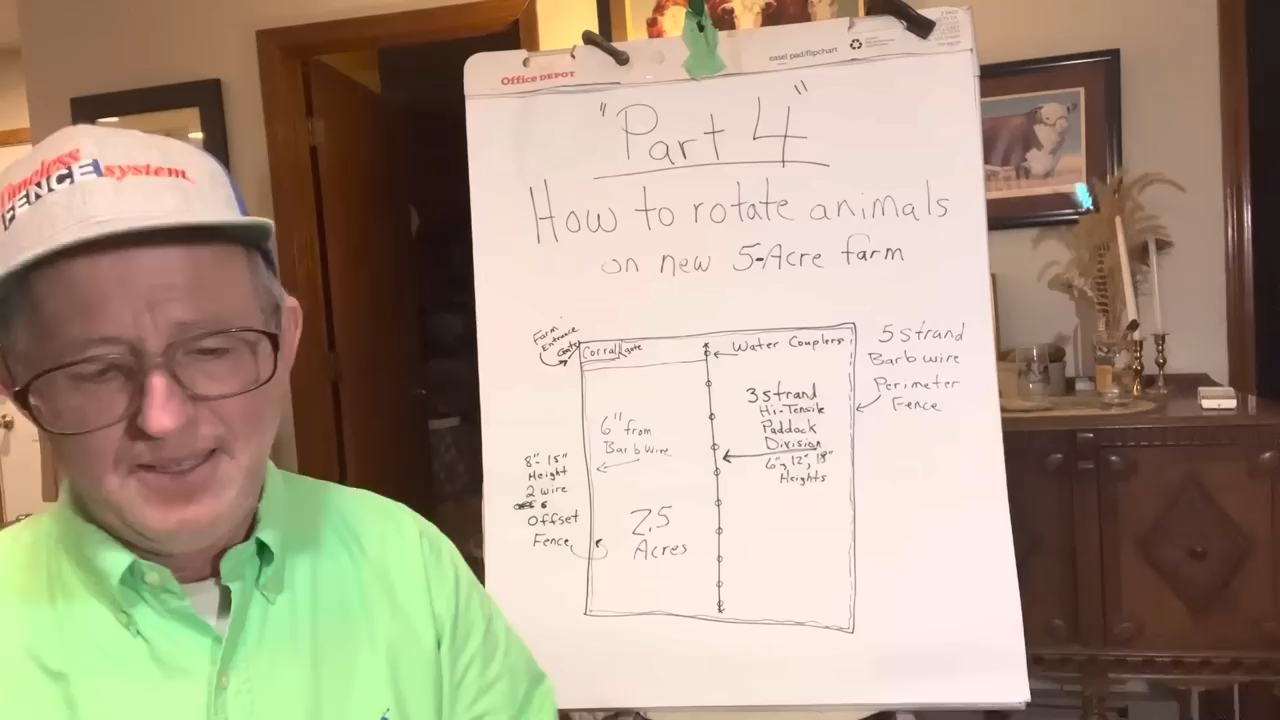 Office DEPOT
easel pad/flipchart
Timeless
FENCE system
"Part 4"
How to rotate animals
on new 5-Acre farm
Farm
Entrance
Gate
Corral
gate
Water Couplers
5 strand
Barb wire
Perimeter
Fence
3 strand
Hi-Tensile
Paddock
Division
6", 12", 18"
Heights
6" from
Barb Wire
8"- 15"
Height
2 wire
Offset
Fence
2.5
Acres